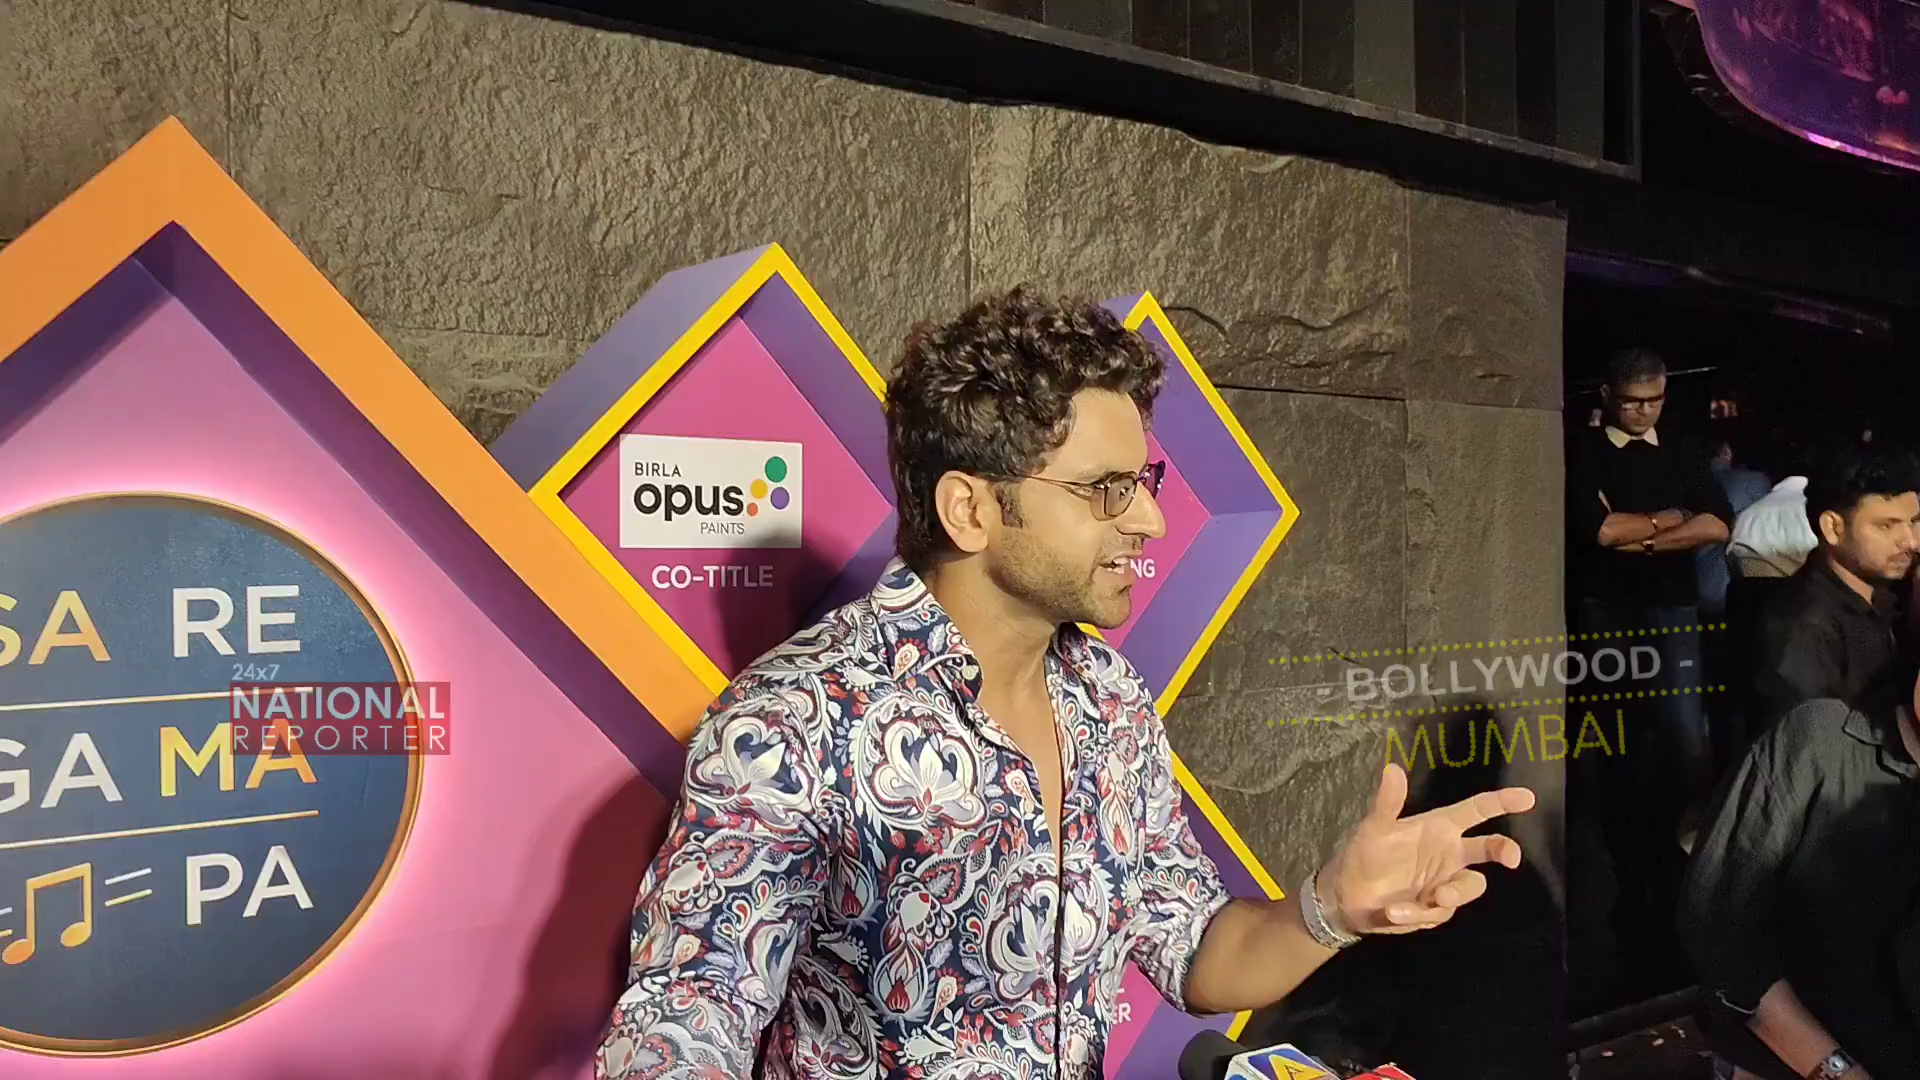 SA RE
GA MA
PA
24x7
NATIONAL
REPORTER
BIRLA
opus
PAINTS
CO-TITLE
NG
ER
- BOLLYWOOD -
MUMBAI